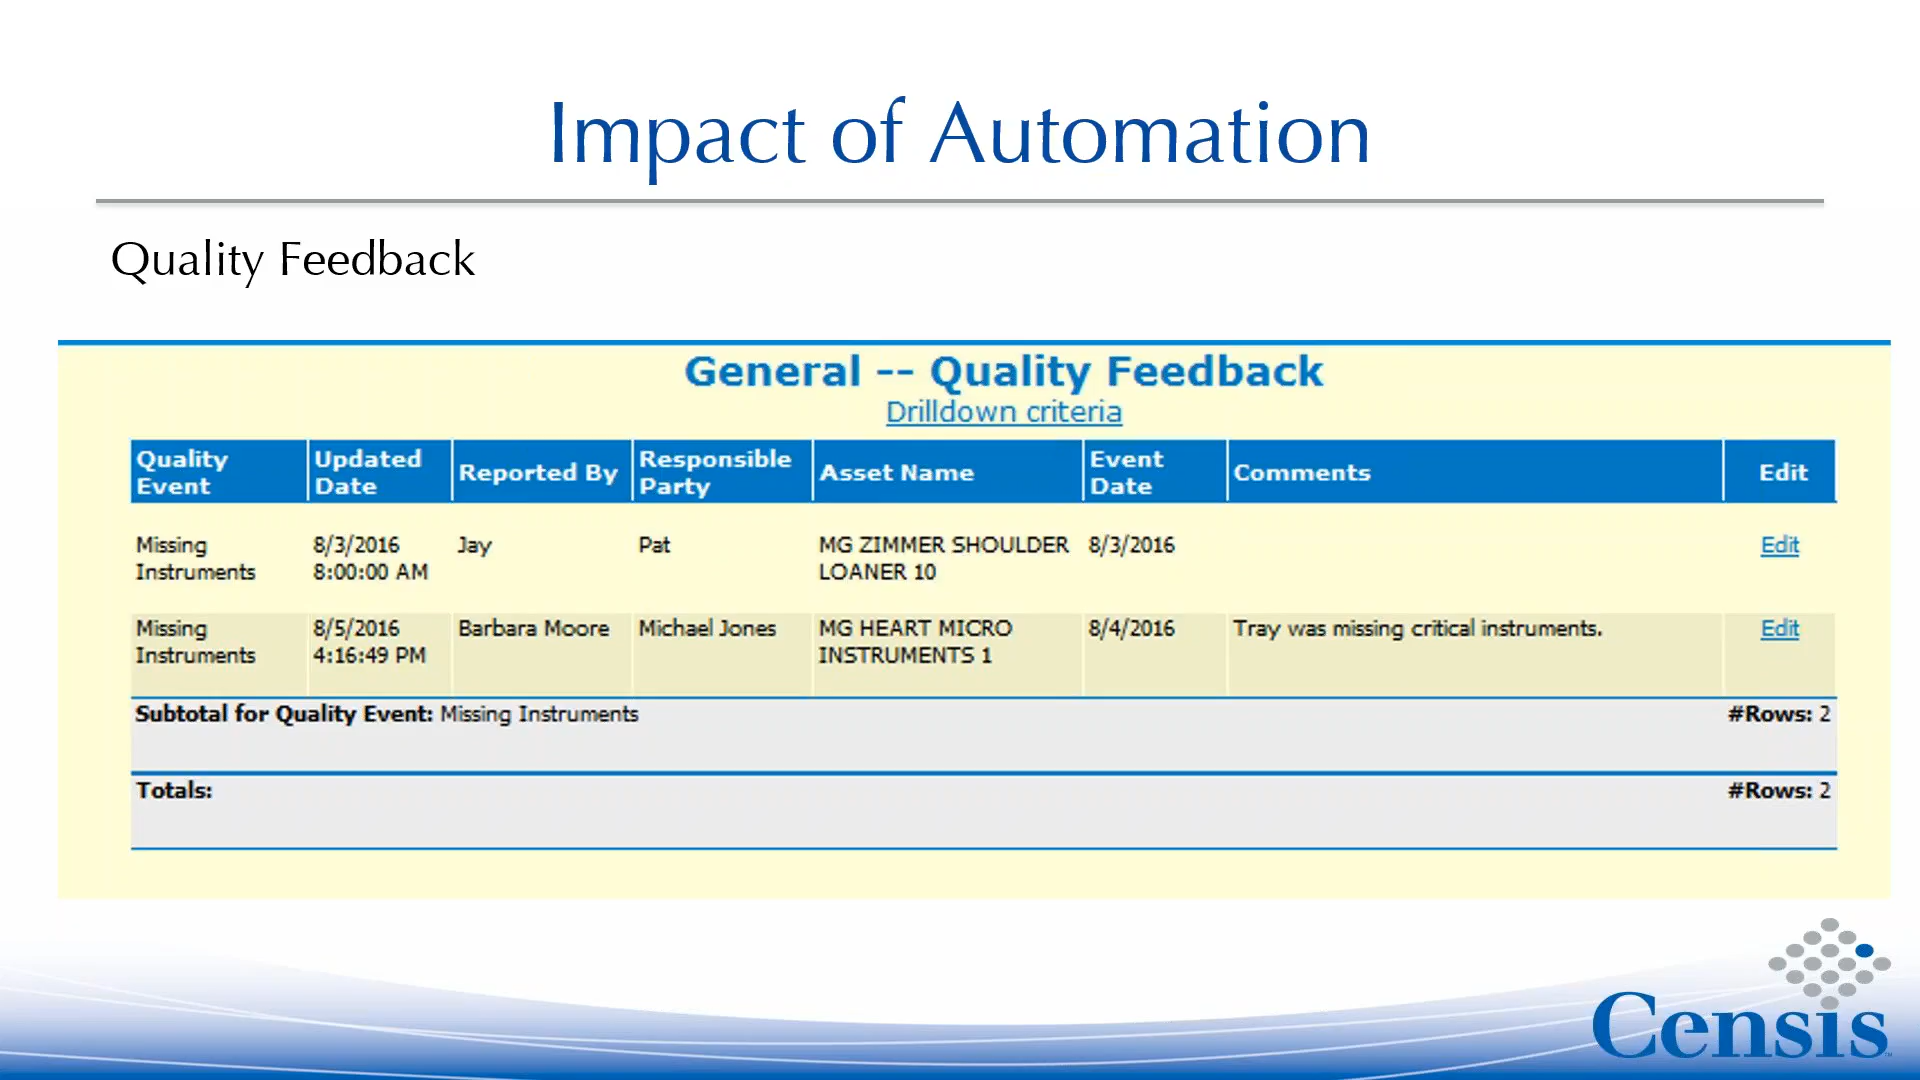 Impact of Automation
Quality Feedback
General -- Quality Feedback
Drilldown criteria
Quality Event Updated Date Reported By Responsible Party Asset Name Event Date Comments Edit
Missing Instruments 8/3/2016 8:00:00 AM Jay Pat MG ZIMMER SHOULDER LOANER 10 8/3/2016 Edit
Missing Instruments 8/5/2016 4:16:49 PM Barbara Moore Michael Jones MG HEART MICRO INSTRUMENTS 1 8/4/2016 Tray was missing critical instruments. Edit
Subtotal for Quality Event: Missing Instruments #Rows: 2
Totals: #Rows: 2
Censis